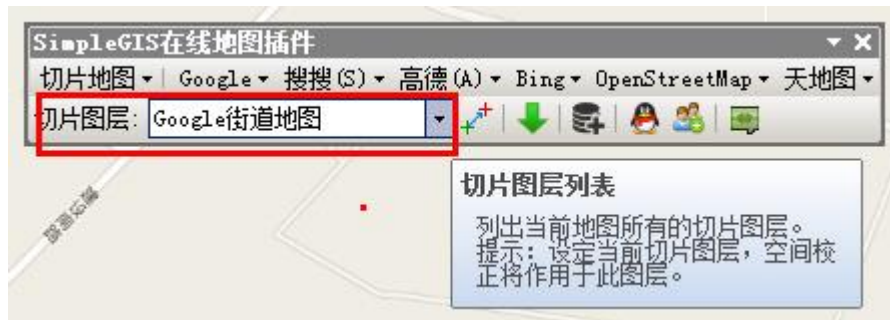 SimpleGIS在线地图插件
切片地图 Google 搜搜(S) 高德(A) Bing OpenStreetMap 天地图
切片图层: Google街道地图
切片图层列表
列出当前地图所有的切片图层。
提示：设定当前切片图层，空间校
正将作用于此图层。